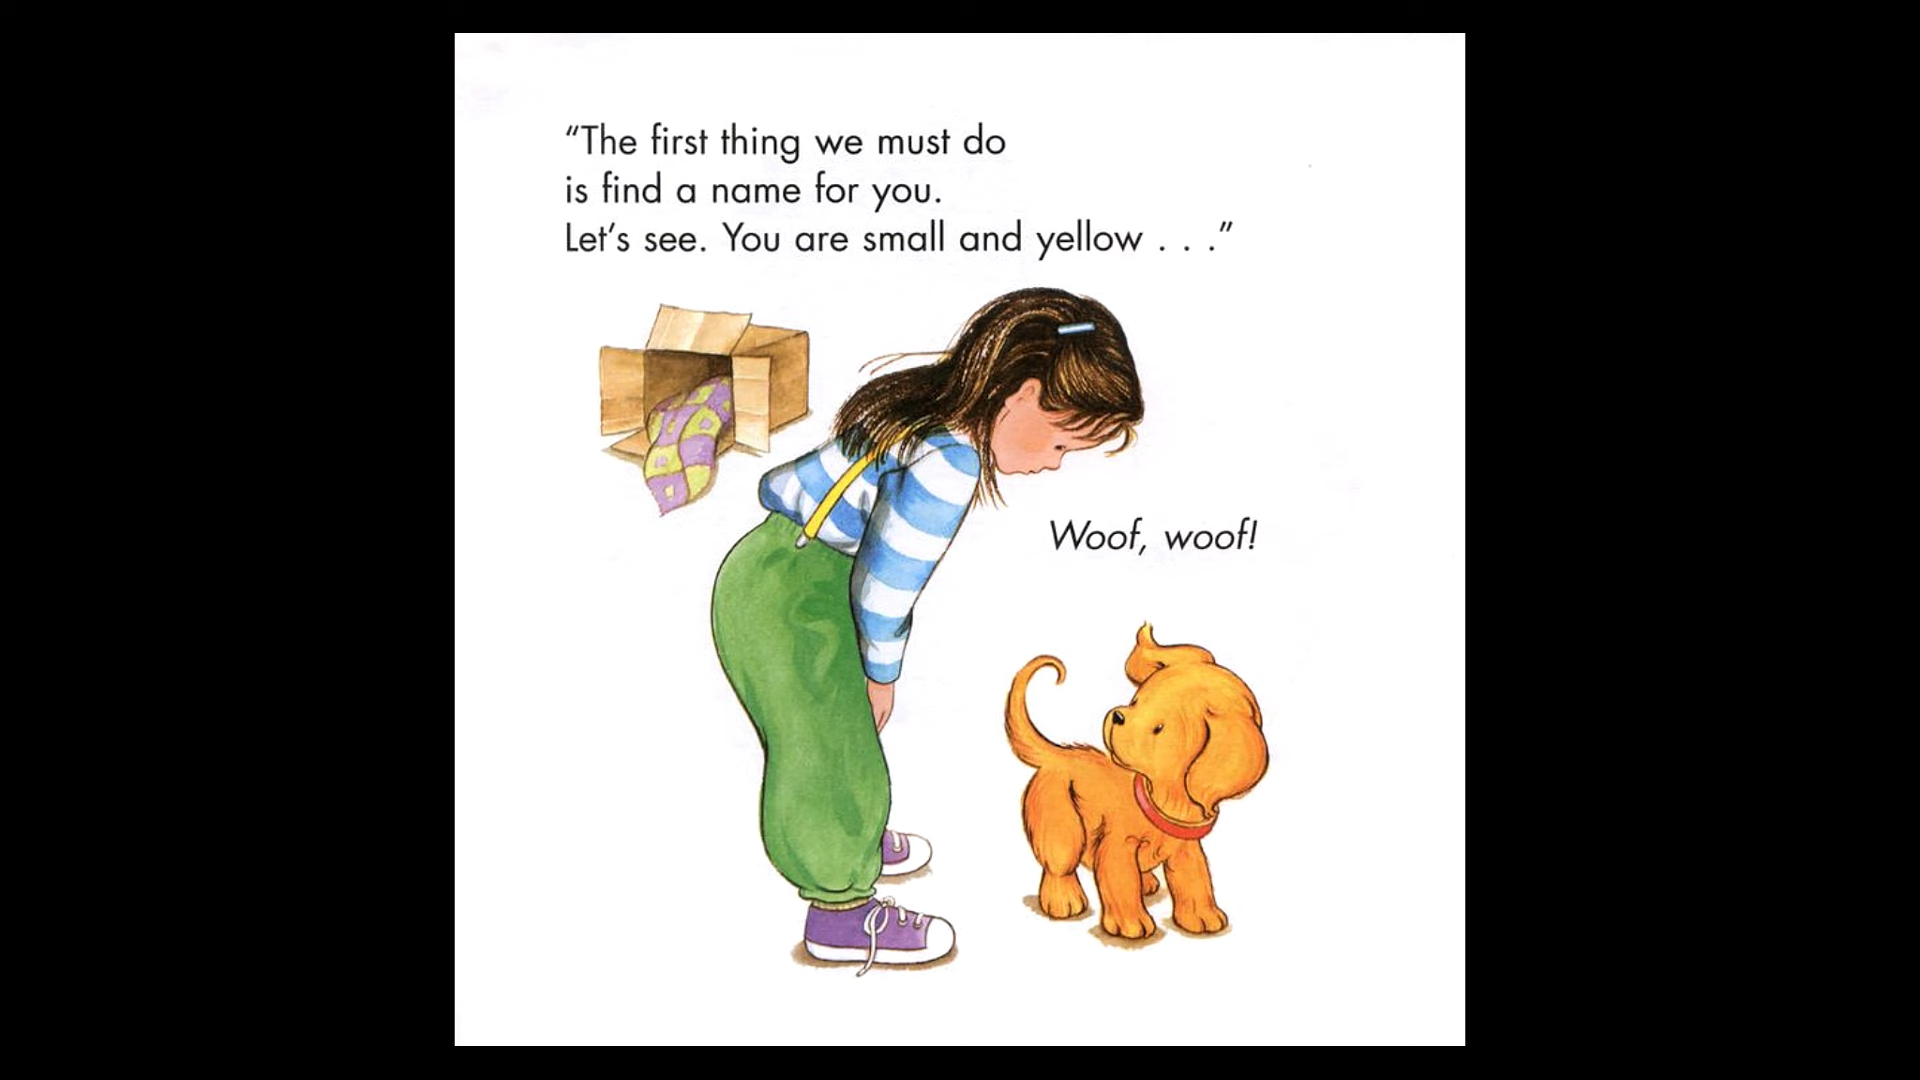 “The first thing we must do
is find a name for you.
Let’s see. You are small and yellow . . .”
Woof, woof!